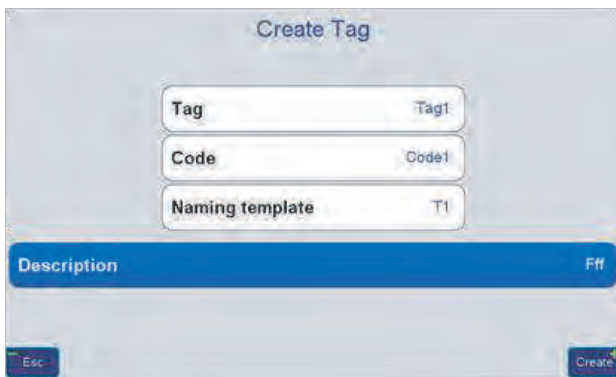 Create Tag
Tag Tag1
Code Code1
Naming template T1
Description Fff
Esc Create